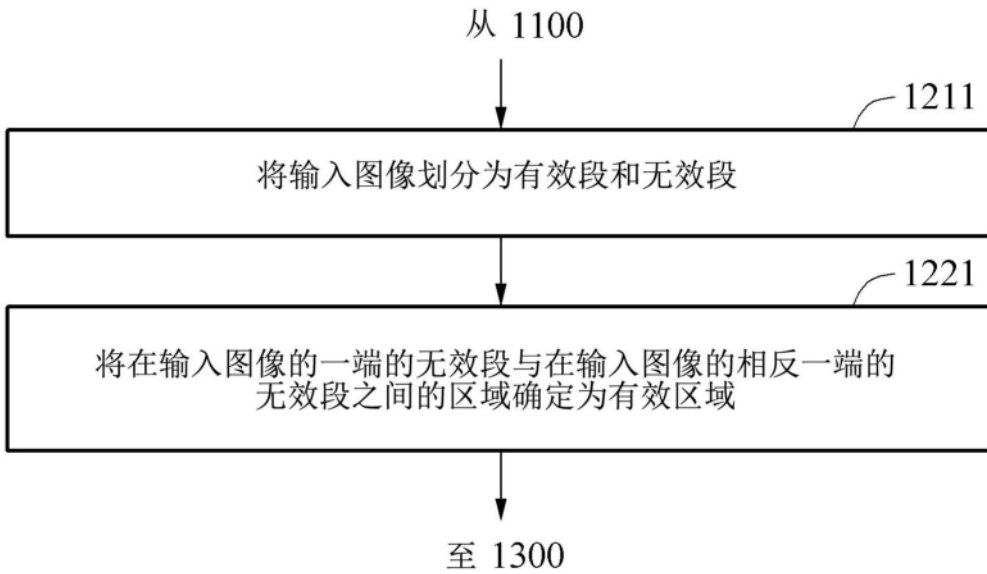 从 1100
1211
将输入图像划分为有效段和无效段
1221
将在输入图像的一端的无效段与在输入图像的相反一端的
无效段之间的区域确定为有效区域
至 1300